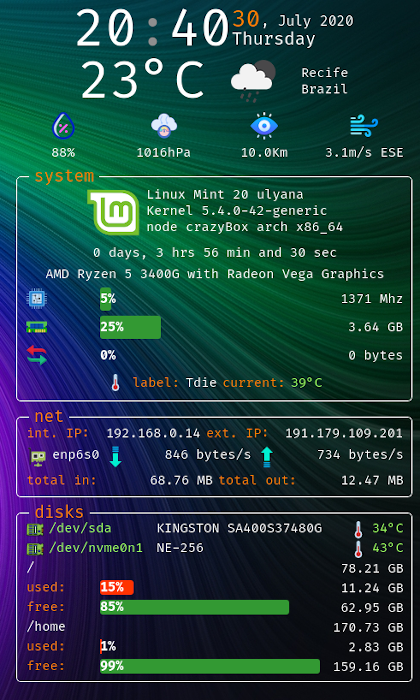 20:40 30, July 2020
Thursday
23°C Recife
Brazil
88% 1016hPa 10.0Km 3.1m/s ESE
system
Linux Mint 20 ulyana
Kernel 5.4.0-42-generic
node crazyBox arch x86_64
0 days, 3 hrs 56 min and 30 sec
AMD Ryzen 5 3400G with Radeon Vega Graphics
5% 1371 Mhz
25% 3.64 GB
0% 0 bytes
label: Tdie current: 39°C
net
int. IP: 192.168.0.14 ext. IP: 191.179.109.201
enp6s0 846 bytes/s 734 bytes/s
total in: 68.76 MB total out: 12.47 MB
disks
/dev/sda KINGSTON SA400S37480G 34°C
/dev/nvme0n1 NE-256 43°C
/ 78.21 GB
used: 15% 11.24 GB
free: 85% 62.95 GB
/home 170.73 GB
used: 1% 2.83 GB
free: 99% 159.16 GB